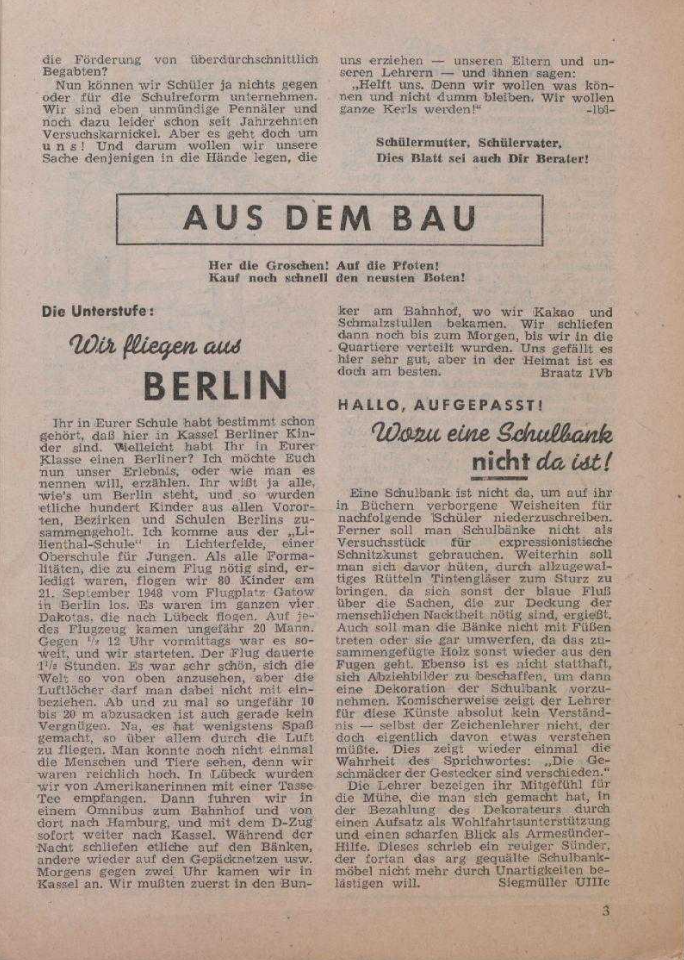 die Förderung von überdurchschnittlich
Begabten?
Nun können wir Schüler ja nichts gegen
oder für die Schulreform unternehmen.
Wir sind eben unmündige Pennäler und
noch dazu leider schon seit Jahrzehnten
Versuchskarnickel. Aber es geht doch um
uns! Und darum wollen wir unsere
Sache denjenigen in die Hände legen, die
uns erziehen — unseren Eltern und un-
seren Lehrern — und ihnen sagen:
„Helft uns. Denn wir wollen was kön-
nen und nicht dumm bleiben. Wir wollen
ganze Kerls werden!“ -lbl-
Schülermutter, Schülervater,
Dies Blatt sei auch Dir Berater!
AUS DEM BAU
Her die Groschen! Auf die Pfoten!
Kauf noch schnell den neusten Boten!
Die Unterstufe:
Wir fliegen aus
BERLIN
Ihr in Eurer Schule habt bestimmt schon
gehört, daß hier in Kassel Berliner Kin-
der sind. Vielleicht habt Ihr in Eurer
Klasse einen Berliner? Ich möchte Euch
nun unser Erlebnis, oder wie man es
nennen will, erzählen. Ihr wißt ja alle,
wie's um Berlin steht, und so wurden
etliche hundert Kinder aus allen Voror-
ten, Bezirken und Schulen Berlins zu-
sammengeholt. Ich komme aus der „Li-
lienthal-Schule“ in Lichterfelde, einer
Oberschule für Jungen. Als alle Forma-
litäten, die zu einem Flug nötig sind, er-
ledigt waren, flogen wir 80 Kinder am
21. September 1948 vom Flugplatz Gatow
in Berlin los. Es waren im ganzen vier
Dakotas, die nach Lübeck flogen. Auf je-
des Flugzeug kamen ungefähr 20 Mann.
Gegen ½ 12 Uhr vormittags war es so-
weit, und wir starteten. Der Flug dauerte
1½ Stunden. Es war sehr schön, sich die
Welt so von oben anzusehen, aber die
Luftlöcher darf man dabei nicht mit ein-
beziehen. Ab und zu mal so ungefähr 10
bis 20 m abzusacken ist auch gerade kein
Vergnügen. Na, es hat wenigstens Spaß
gemacht, so über allem durch die Luft
zu fliegen. Man konnte noch nicht einmal
die Menschen und Tiere sehen, denn wir
waren reichlich hoch. In Lübeck wurden
wir von Amerikanerinnen mit einer Tasse
Tee empfangen. Dann fuhren wir in
einem Omnibus zum Bahnhof und von
dort nach Hamburg, und mit dem D-Zug
sofort weiter nach Kassel. Während der
Nacht schliefen etliche auf den Bänken,
andere wieder auf den Gepäcknetzen usw.
Morgens gegen zwei Uhr kamen wir in
Kassel an. Wir mußten zuerst in den Bun-
ker am Bahnhof, wo wir Kakao und
Schmalzstullen bekamen. Wir schliefen
dann noch bis zum Morgen, bis wir in die
Quartiere verteilt wurden. Uns gefällt es
hier sehr gut, aber in der Heimat ist es
doch am besten. Braatz IVb
HALLO, AUFGEPASST!
Wozu eine Schulbank
nicht da ist!
Eine Schulbank ist nicht da, um auf ihr
in Büchern verborgene Weisheiten für
nachfolgende Schüler niederzuschreiben.
Ferner soll man Schulbänke nicht als
Versuchsstück für expressionistische
Schnitzkunst gebrauchen. Weiterhin soll
man sich davor hüten, durch allzugewal-
tiges Rütteln Tintengläser zum Sturz zu
bringen, da sich sonst der blaue Fluß
über die Sachen, die zur Deckung der
menschlichen Nacktheit nötig sind, ergießt.
Auch soll man die Bänke nicht mit Füßen
treten oder sie gar umwerfen, da das zu-
sammengefügte Holz sonst wieder aus den
Fugen geht. Ebenso ist es nicht statthaft,
sich Abziehbilder zu beschaffen, um dann
eine Dekoration der Schulbank vorzu-
nehmen. Komischerweise zeigt der Lehrer
für diese Künste absolut kein Verständ-
nis — selbst der Zeichenlehrer nicht, der
doch eigentlich davon etwas verstehen
müßte. Dies zeigt wieder einmal die
Wahrheit des Sprichwortes: „Die Ge-
schmäcker der Gestecker sind verschieden.“
Die Lehrer bezeigen ihr Mitgefühl für
die Mühe, die man sich gemacht hat, in
der Bezahlung des Dekorateurs durch
einen Aufsatz als Wohlfahrtsunterstützung
und einen scharfen Blick als Armesünder-
Hilfe. Dieses schrieb ein reuiger Sünder,
der fortan das arg gequälte Schulbank-
möbel nicht mehr durch Unartigkeiten be-
lästigen will. Siegmüller UIIIc
3